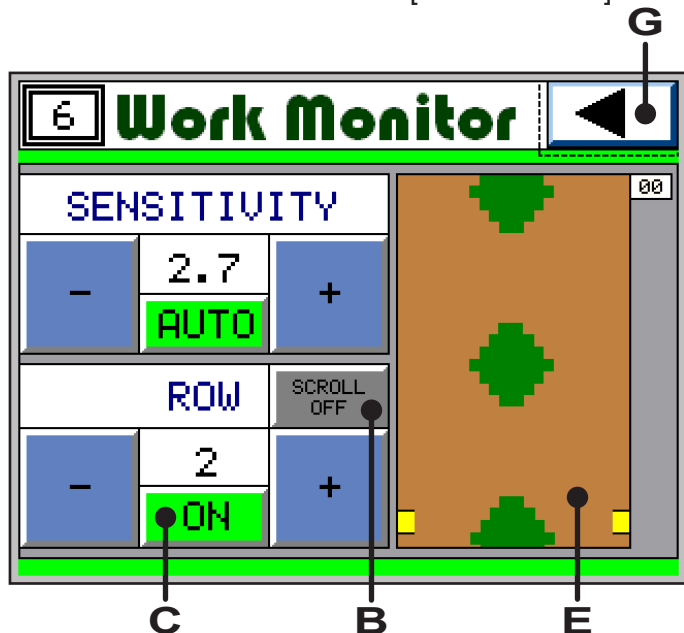 G
6 Work Monitor
SENSITIVITY
00
- 2.7 +
AUTO
ROW SCROLL
OFF
- 2 +
ON
C B E